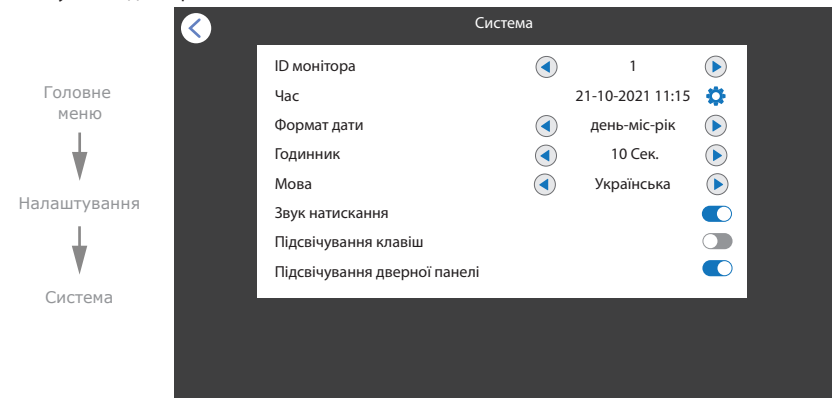 Система
Головне
меню
Налаштування
Система
ID монітора 1
Час 21-10-2021 11:15
Формат дати день-міс-рік
Годинник 10 Сек.
Мова Українська
Звук натискання
Підсвічування клавіш
Підсвічування дверної панелі